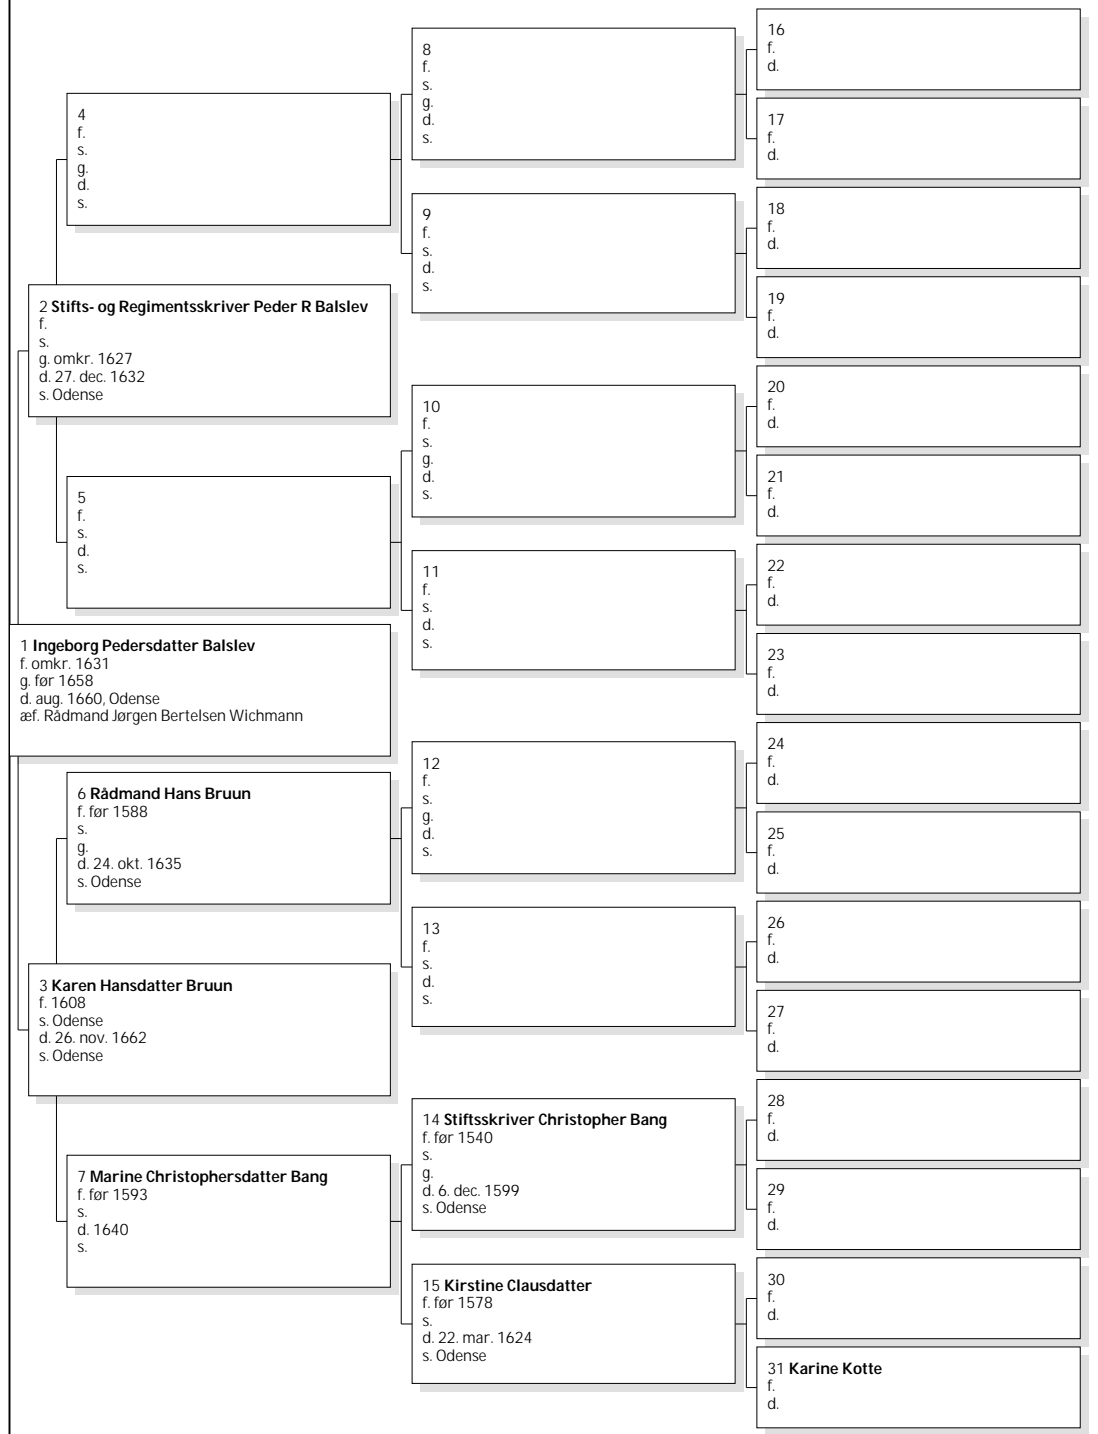 16
f.
d.
8
f.
s.
g.
d.
s.
17
f.
d.
4
f.
s.
g.
d.
s.
18
f.
d.
9
f.
s.
d.
s.
19
f.
d.
2 Stifts- og Regimentsskriver Peder R Balslev
f.
s.
g. omkr. 1627
d. 27. dec. 1632
s. Odense
20
f.
d.
10
f.
s.
g.
d.
s.
21
f.
d.
5
f.
s.
d.
s.
22
f.
d.
11
f.
s.
d.
s.
23
f.
d.
1 Ingeborg Pedersdatter Balslev
f. omkr. 1631
g. før 1658
d. aug. 1660, Odense
æf. Rådmand Jørgen Bertelsen Wichmann
24
f.
d.
12
f.
s.
g.
d.
s.
25
f.
d.
6 Rådmand Hans Bruun
f. før 1588
s.
g.
d. 24. okt. 1635
s. Odense
26
f.
d.
13
f.
s.
d.
s.
27
f.
d.
3 Karen Hansdatter Bruun
f. 1608
s. Odense
d. 26. nov. 1662
s. Odense
28
f.
d.
14 Stiftsskriver Christopher Bang
f. før 1540
s.
g.
d. 6. dec. 1599
s. Odense
29
f.
d.
7 Marine Christophersdatter Bang
f. før 1593
s.
d. 1640
s.
30
f.
d.
15 Kirstine Clausdatter
f. før 1578
s.
d. 22. mar. 1624
s. Odense
31 Karine Kotte
f.
d.